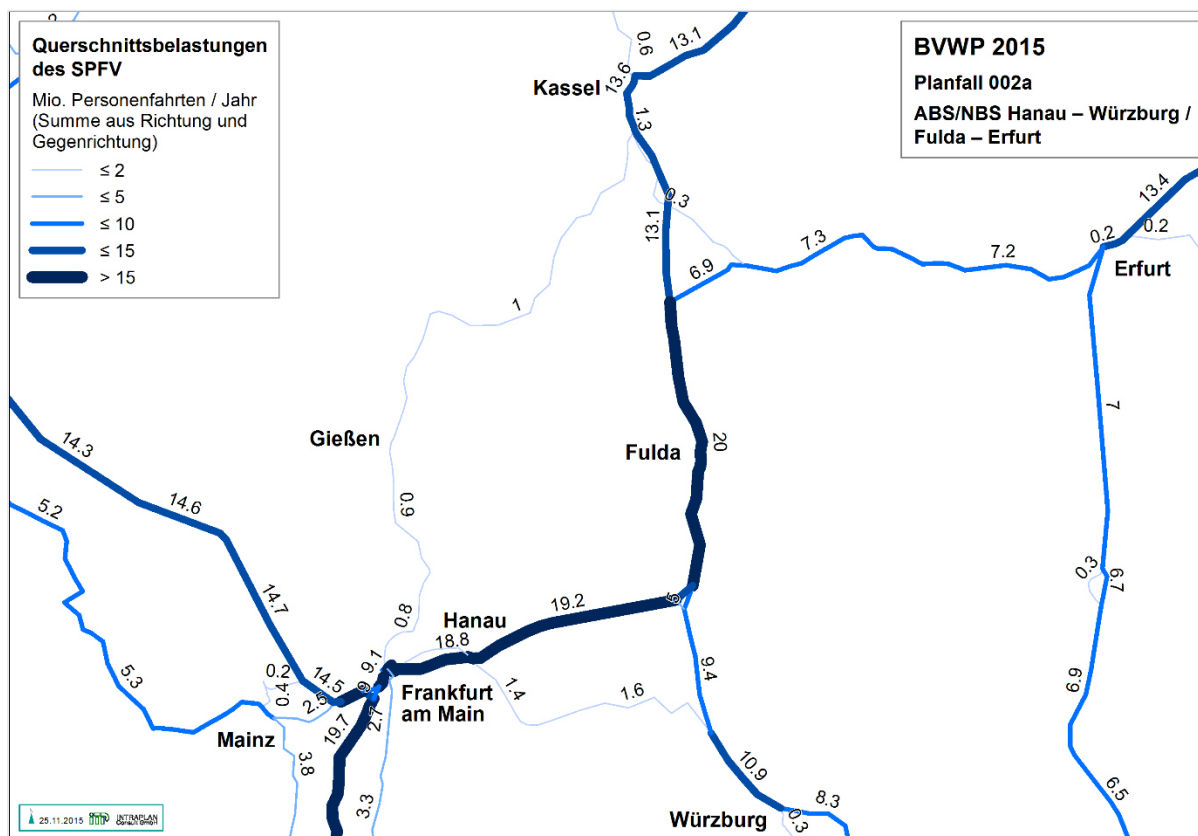 Querschnittsbelastungen
des SPFV
Mio. Personenfahrten / Jahr
(Summe aus Richtung und
Gegenrichtung)
≤ 2
≤ 5
≤ 10
≤ 15
> 15
BVWP 2015
Planfall 002a
ABS/NBS Hanau – Würzburg /
Fulda – Erfurt
2
0.6
13.1
Kassel
13.6
1.3
0.3
13.1
6.9
7.3
7.2
0.2
0.2
13.4
Erfurt
1
7
Gießen
Fulda
20
14.3
14.6
5.2
0.9
14.7
0.3
6.7
Hanau
19.2
5
0.8
18.8
9.1
9
0.2
0.4
14.5
2.5
2.7
Frankfurt
am Main
1.4
1.6
9.4
6.9
5.3
Mainz
19.7
3.8
3.3
10.9
8.3
0.3
Würzburg
6.5
25.11.2015
itp
INTRAPLAN
Consult GmbH